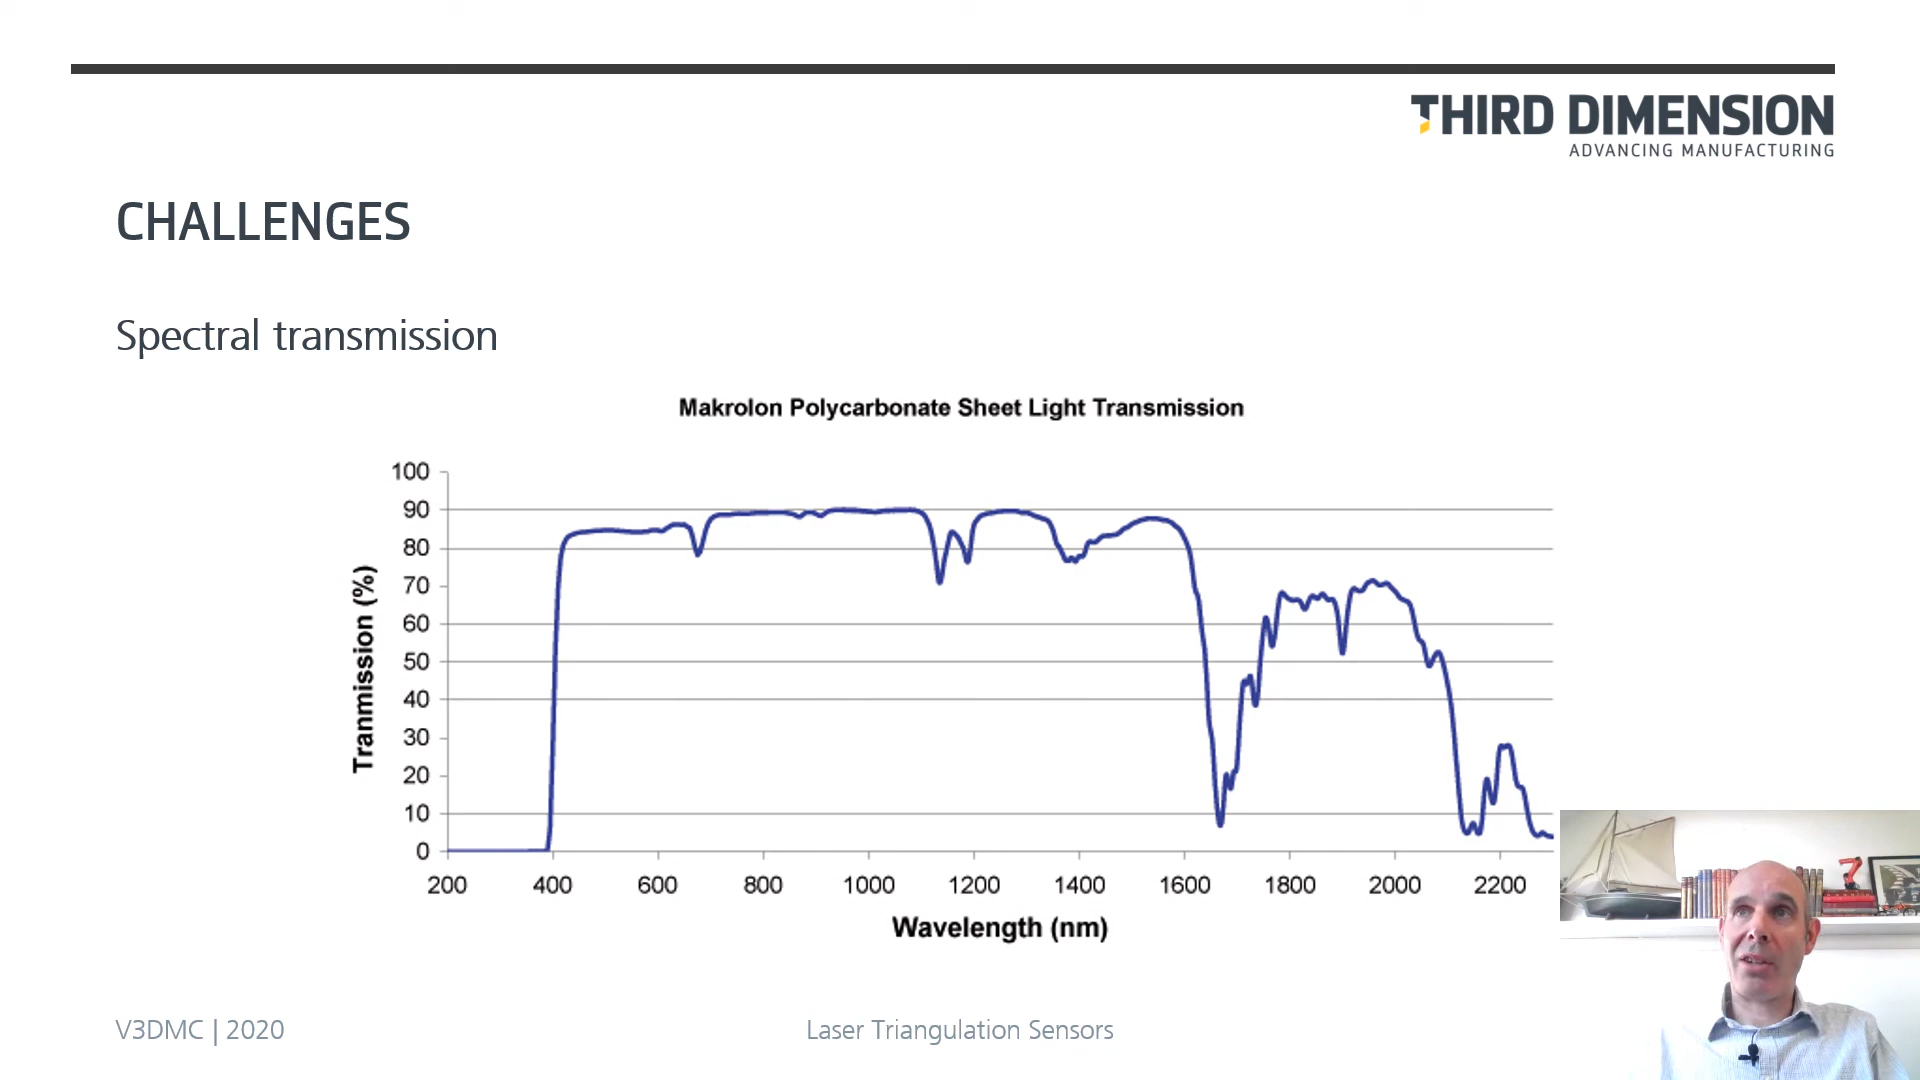 THIRD DIMENSION
ADVANCING MANUFACTURING
CHALLENGES
Spectral transmission
Makrolon Polycarbonate Sheet Light Transmission
Tranmission (%)
100
90
80
70
60
50
40
30
20
10
0
200 400 600 800 1000 1200 1400 1600 1800 2000 2200
Wavelength (nm)
V3DMC | 2020
Laser Triangulation Sensors